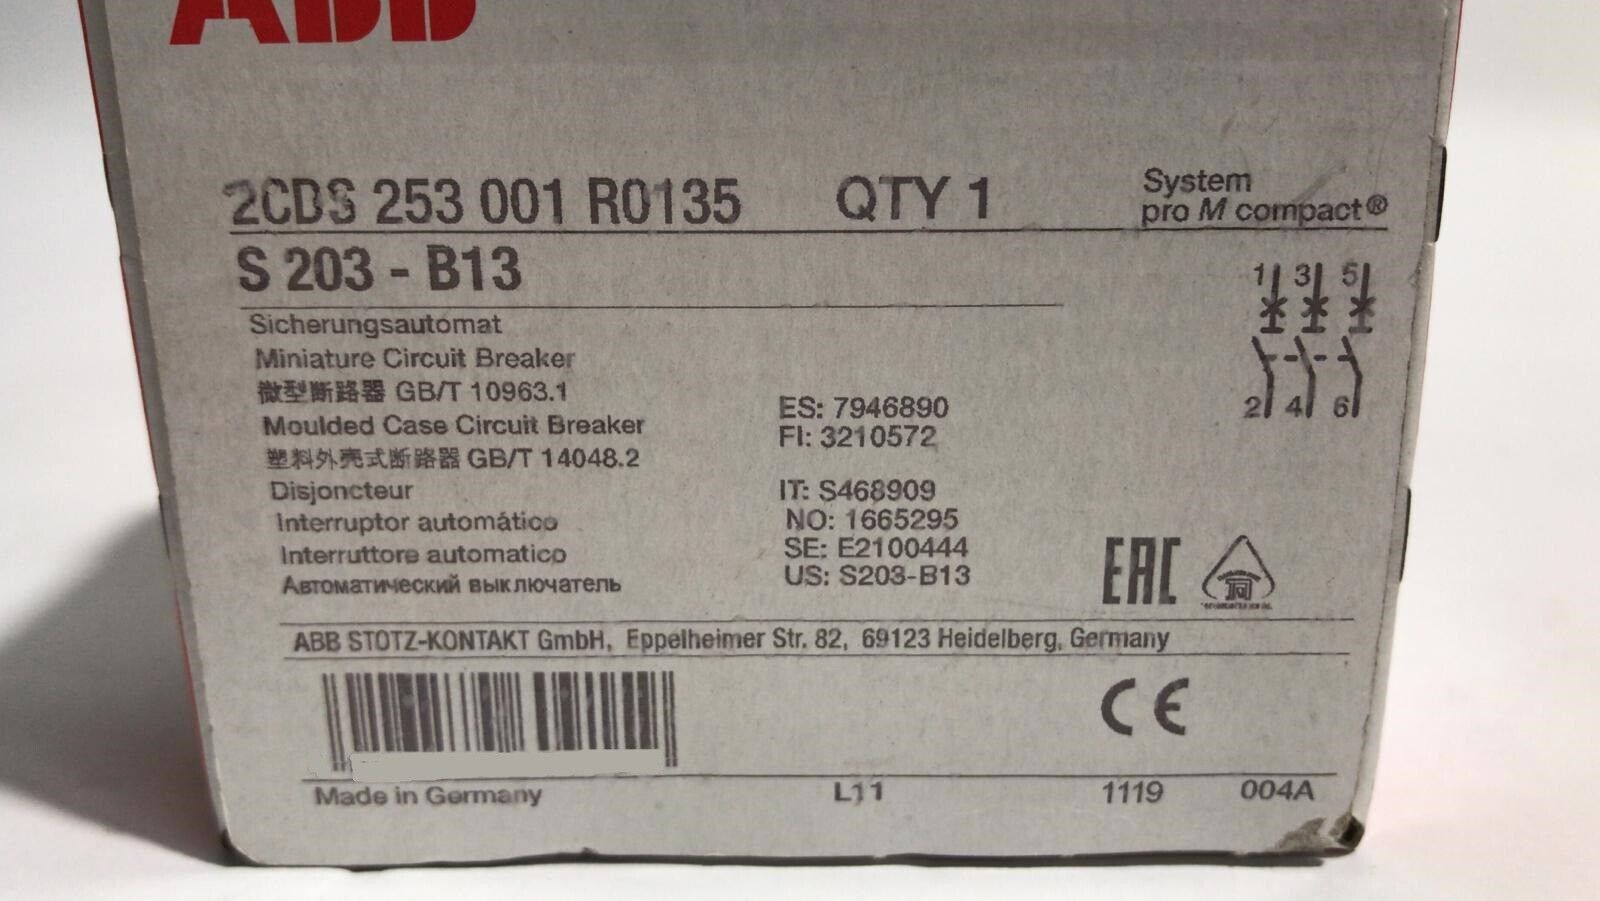 ABB
2CDS 253 001 R0135 QTY 1
System
pro M compact®
S 203 - B13
1 3 5
2 4 6
Sicherungsautomat
Miniature Circuit Breaker
微型断路器 GB/T 10963.1
Moulded Case Circuit Breaker
塑料外壳式断路器 GB/T 14048.2
Disjoncteur
Interruptor automático
Interruttore automatico
Автоматический выключатель
ES: 7946890
FI: 3210572
IT: S468909
NO: 1665295
SE: E2100444
US: S203-B13
EAC
ABB STOTZ-KONTAKT GmbH, Eppelheimer Str. 82, 69123 Heidelberg, Germany
CE
Made in Germany L11 1119 004A